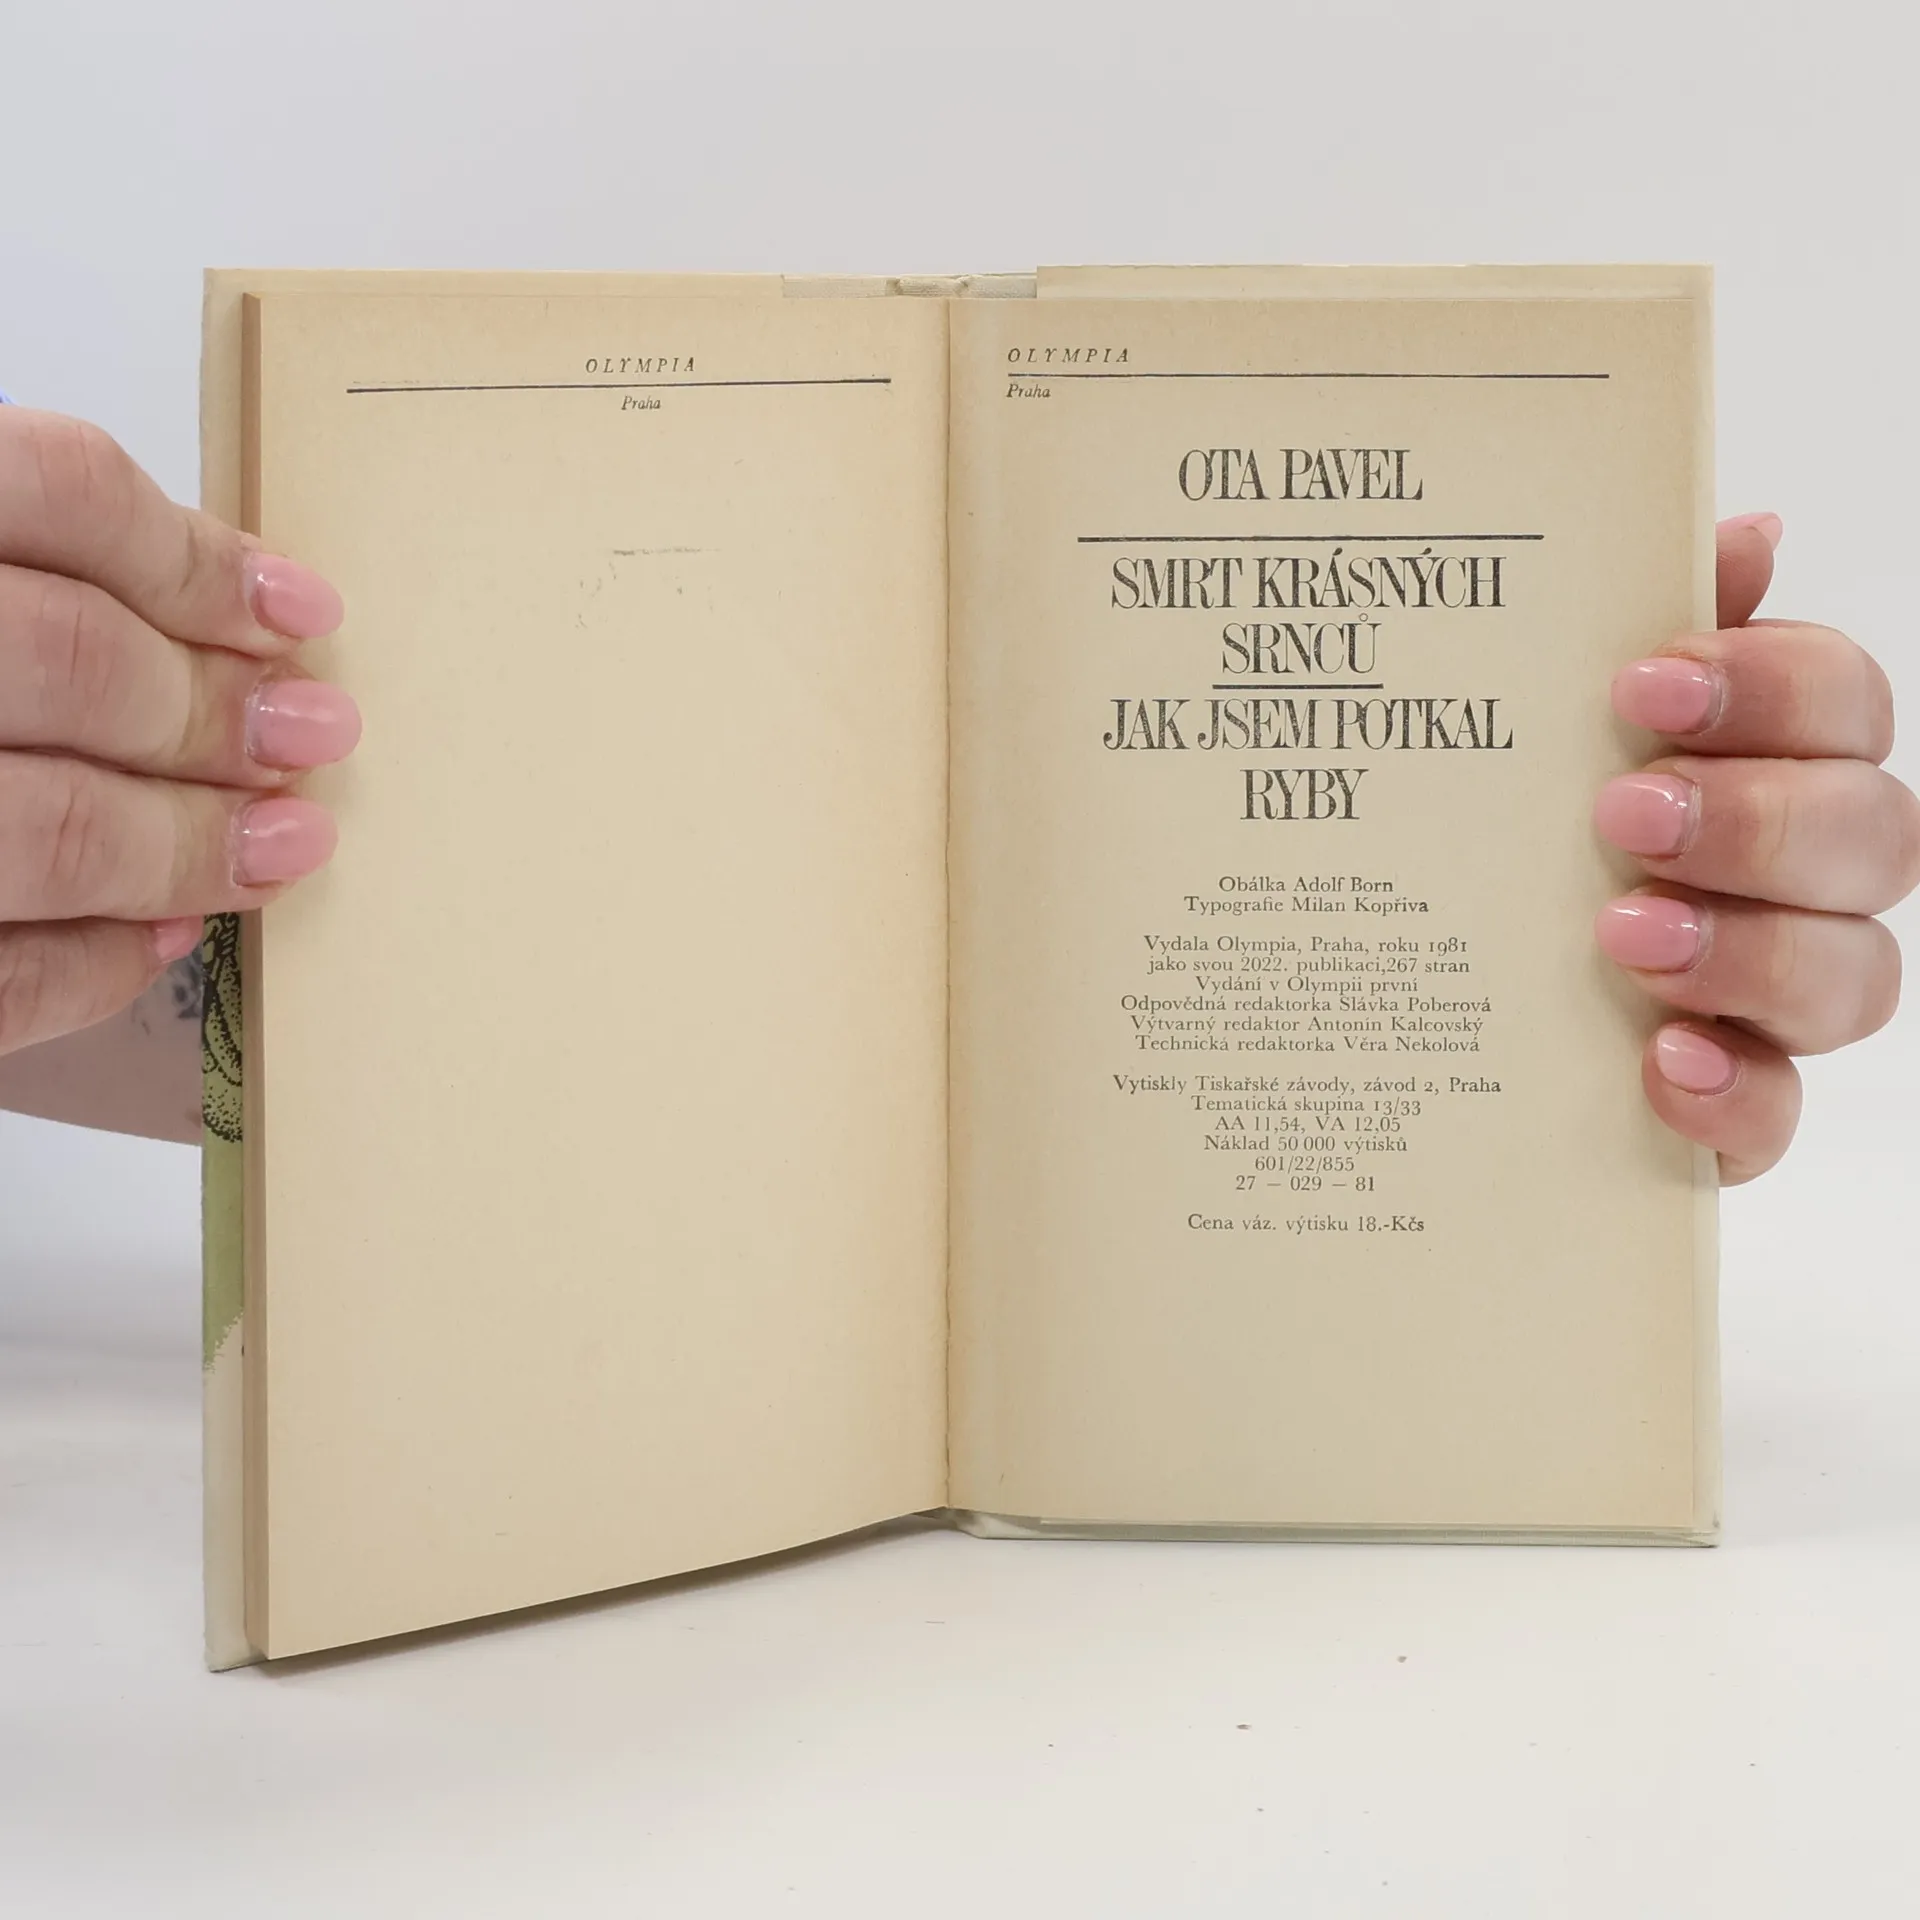 OLYMPIA
Praha
OLYMPIA
Praha
OTA PAVEL
SMRT KRÁSNÝCH
SRNCŮ
JAK JSEM POTKAL
RYBY
Obálka Adolf Born
Typografie Milan Kopřiva
Vydala Olympia, Praha, roku 1981
jako svou 2022. publikaci,267 stran
Vydání v Olympii první
Odpovědná redaktorka Slávka Poberová
Výtvarný redaktor Antonín Kalcovský
Technická redaktorka Věra Nekolová
Vytiskly Tiskařské závody, závod 2, Praha
Tematická skupina 13/33
AA 11,54, VA 12,05
Náklad 50 000 výtisků
601/22/855
27 — 029 — 81
Cena váz. výtisku 18.-Kčs